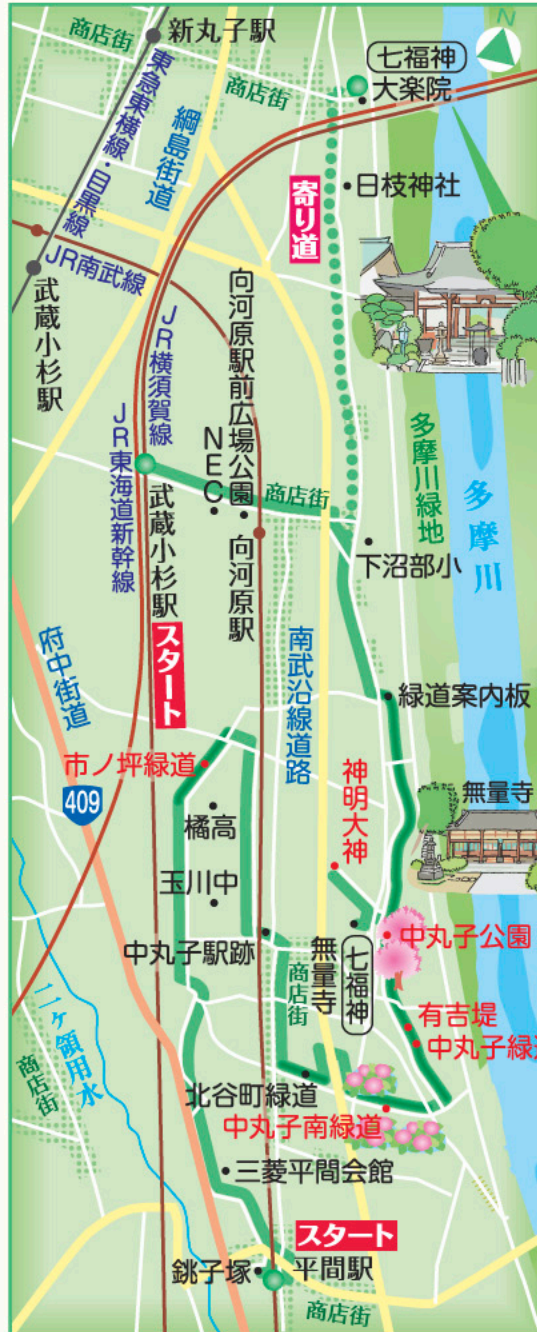 N
新丸子駅
商店街
七福神
大楽院
商店街
東急東横線・目黒線
綱島街道
日枝神社
寄り道
JR南武線
武蔵小杉駅
JR横須賀線
JR東海道新幹線
向河原駅前広場公園
NEC
商店街
向河原駅
武蔵小杉駅
スタート
多摩川緑地
多摩川
下沼部小
府中街道
409
南武沿線道路
緑道案内板
市ノ坪緑道
神明大神
無量寺
橘高
玉川中
中丸子駅跡
商店街
無量寺
七福神
中丸子公園
有吉堤
中丸子緑
二ヶ領用水
商店街
北谷町緑道
中丸子南緑道
三菱平間会館
スタート
銚子塚
平間駅
商店街